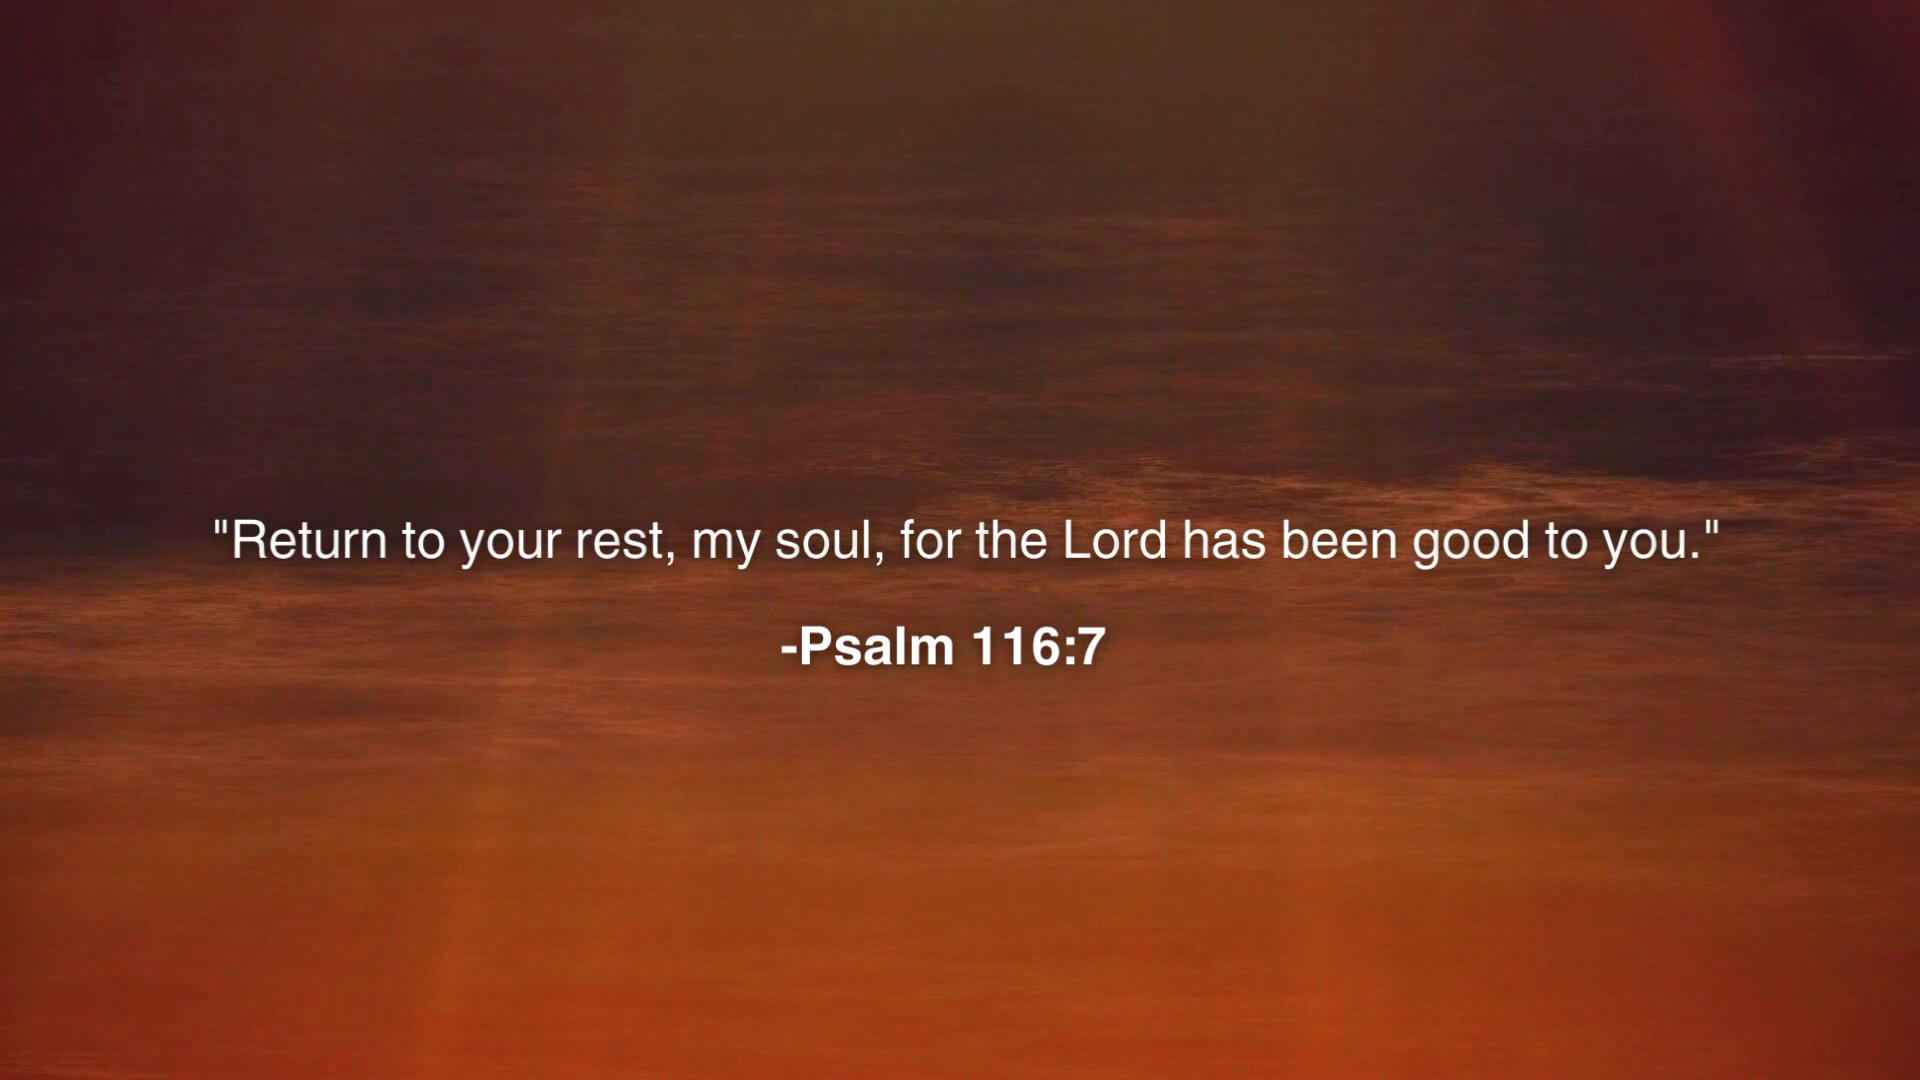 "Return to your rest, my soul, for the Lord has been good to you."
-Psalm 116:7